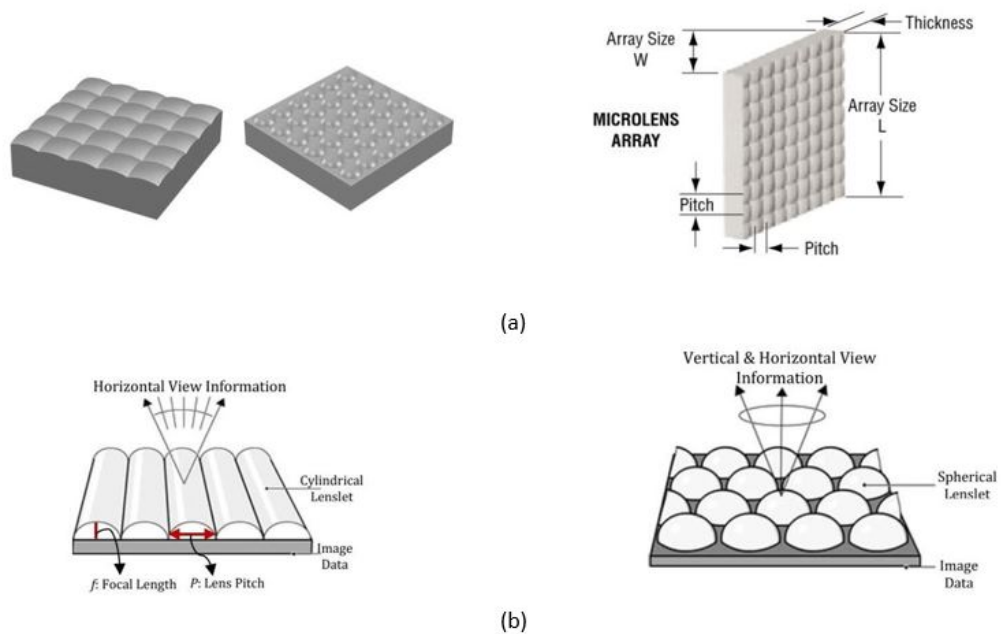 Thickness
Array Size
W
MICROLENS
ARRAY
Array Size
L
Pitch
Pitch
(a)
Horizontal View Information
Cylindrical
Lenslet
Image
Data
f: Focal Length
P: Lens Pitch
Vertical & Horizontal View
Information
Spherical
Lenslet
Image
Data
(b)